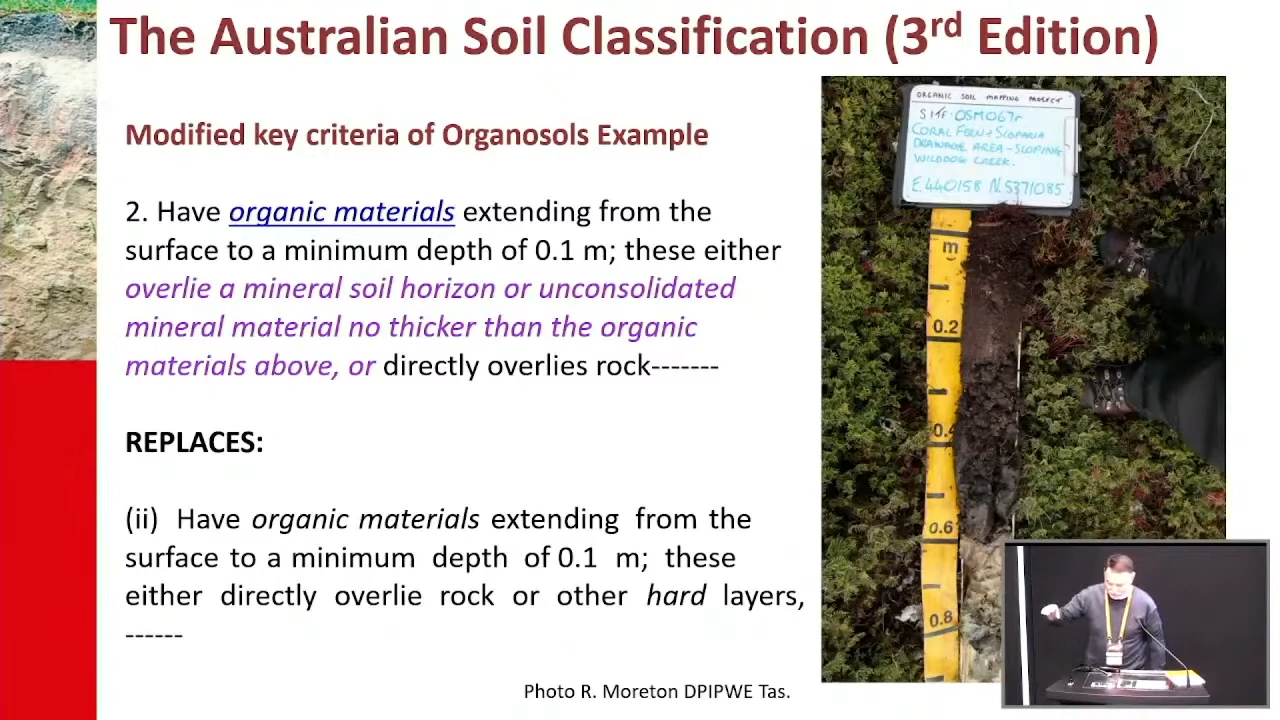 The Australian Soil Classification (3rd Edition)
Modified key criteria of Organosols Example
2. Have organic materials extending from the
surface to a minimum depth of 0.1 m; these either
overlie a mineral soil horizon or unconsolidated
mineral material no thicker than the organic
materials above, or directly overlies rock-------
REPLACES:
(ii) Have organic materials extending from the
surface to a minimum depth of 0.1 m; these
either directly overlie rock or other hard layers,
------
Photo R. Moreton DPIPWE Tas.
ORGANIC SOIL MAPPING PROJECT
SITE: OSM067r
CORAL FERN + SCOPARIA
DRAINAGE AREA - SLOPING
WILDDOG CREEK.
E.440158 N.5371085
m
0.2
0.4
0.6
0.8